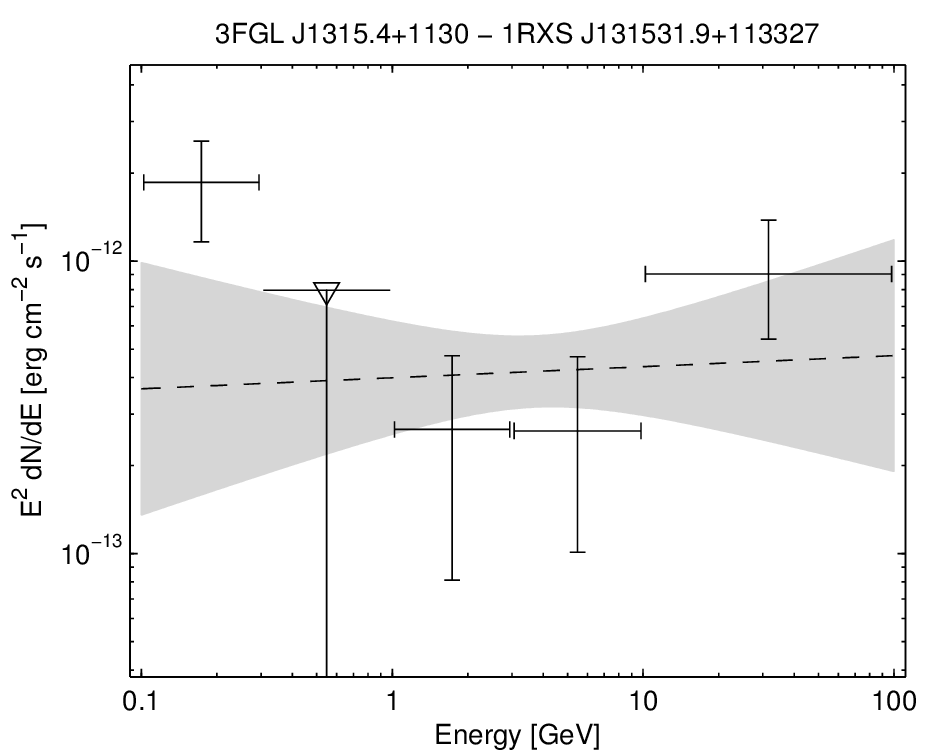 3FGL J1315.4+1130 − 1RXS J131531.9+113327
E² dN/dE [erg cm⁻² s⁻¹]
10⁻¹²
10⁻¹³
0.1 1 10 100
Energy [GeV]